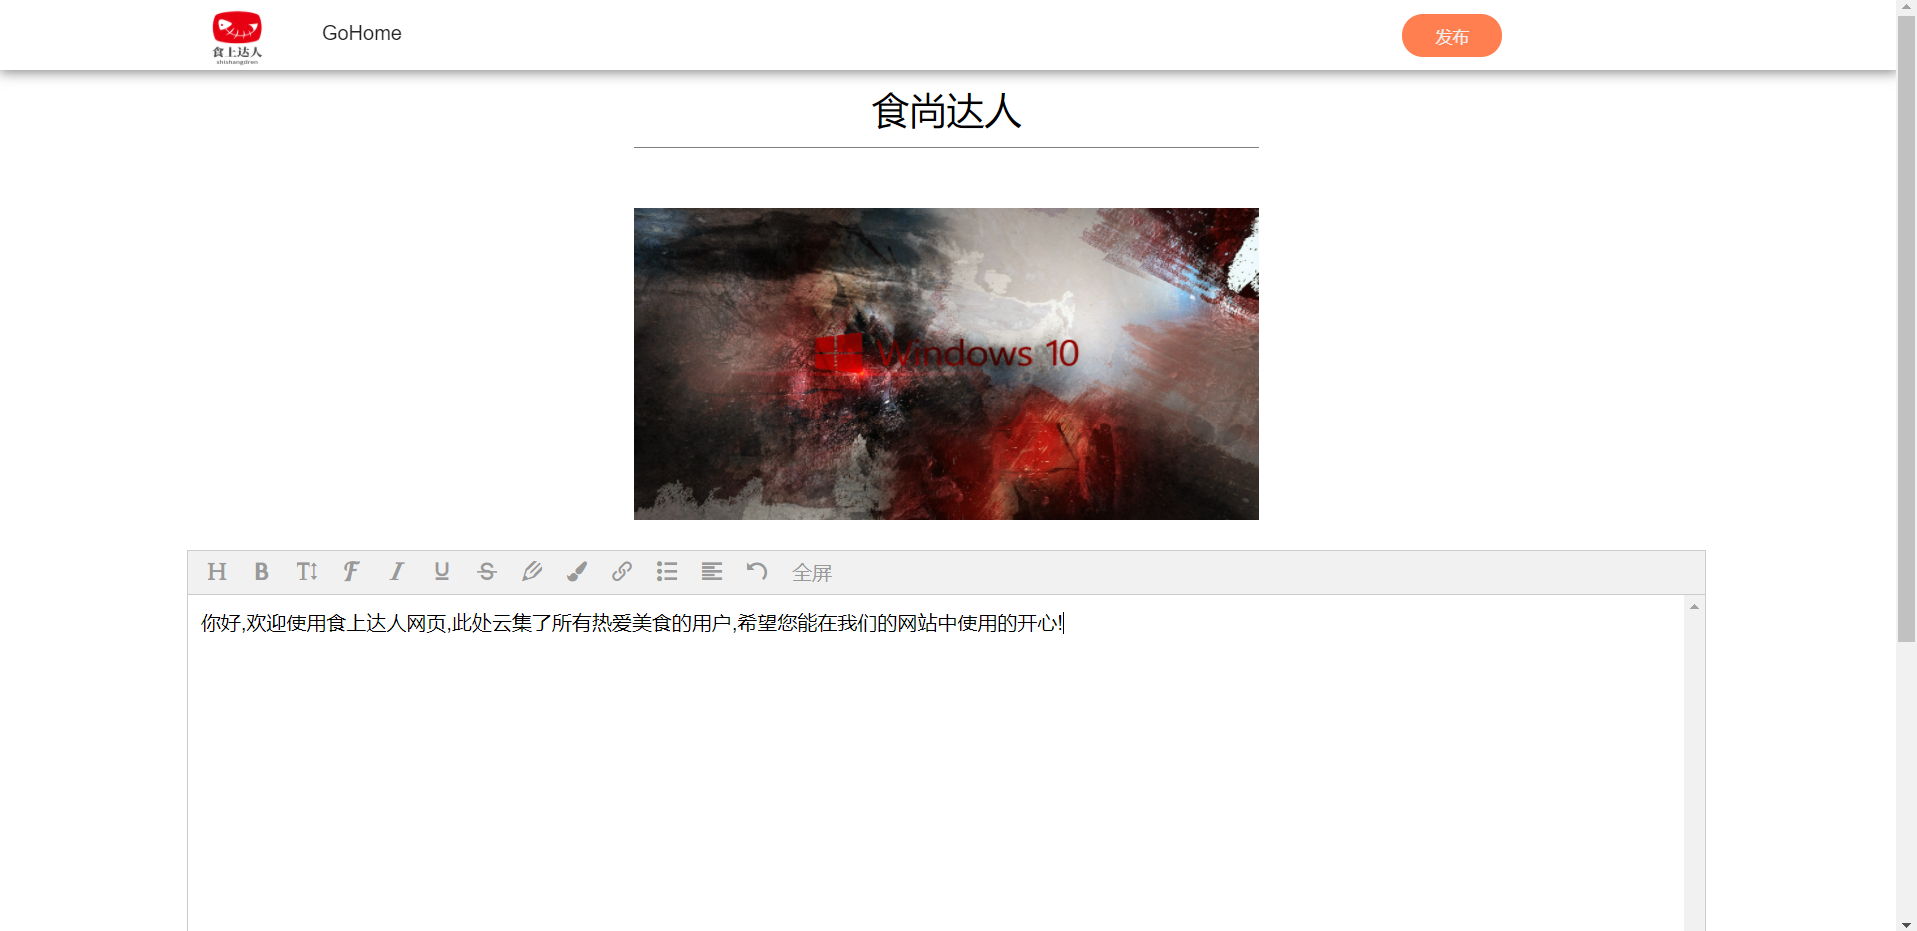 食上达人
shishangdren
GoHome
发布
食尚达人
Windows 10
H B T F I U S 全屏
你好,欢迎使用食上达人网页,此处云集了所有热爱美食的用户,希望您能在我们的网站中使用的开心!